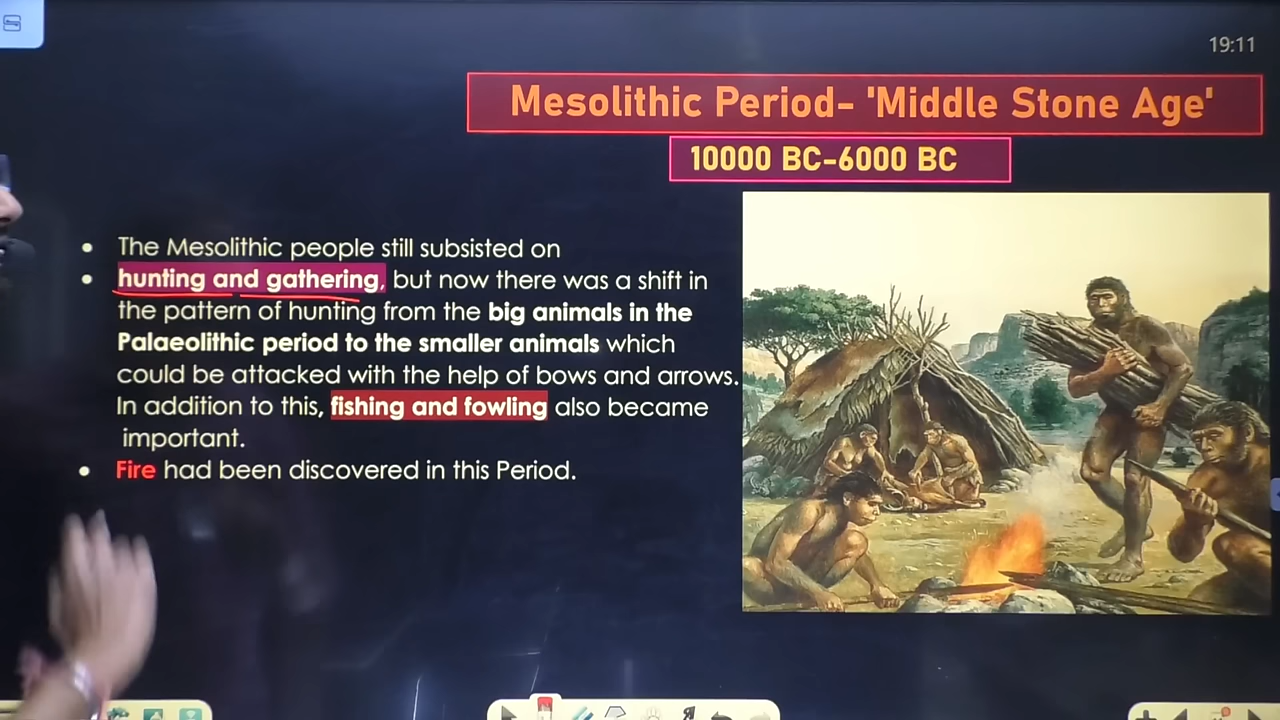 19:11
Mesolithic Period- 'Middle Stone Age'
10000 BC-6000 BC
• The Mesolithic people still subsisted on
• hunting and gathering, but now there was a shift in
the pattern of hunting from the big animals in the
Palaeolithic period to the smaller animals which
could be attacked with the help of bows and arrows.
In addition to this, fishing and fowling also became
important.
• Fire had been discovered in this Period.